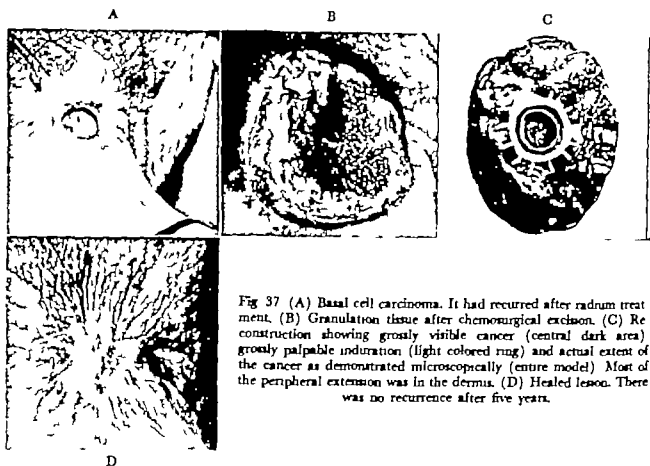 A
B
C
Fig 37 (A) Basal cell carcinoma. It had recurred after radrum treat
ment. (B) Granulation tissue after chemosurgical excision. (C) Re
construction showing grossly visible cancer (central dark area)
grossly palpable induration (light colored ring) and actual extent of
the cancer as demonstrated microscopically (entire model) Most of
the peripheral extension was in the dermis. (D) Healed lesion. There
was no recurrence after five years.
D